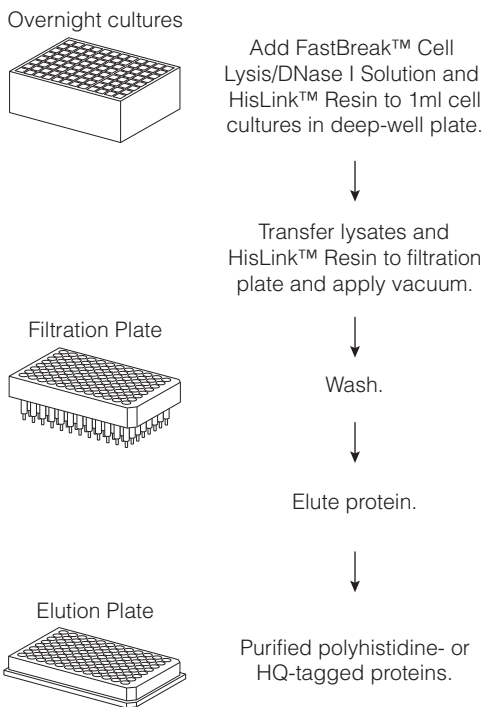 Overnight cultures
Add FastBreak™ Cell
Lysis/DNase I Solution and
HisLink™ Resin to 1ml cell
cultures in deep-well plate.
Transfer lysates and
HisLink™ Resin to filtration
plate and apply vacuum.
Filtration Plate
Wash.
Elute protein.
Elution Plate
Purified polyhistidine- or
HQ-tagged proteins.